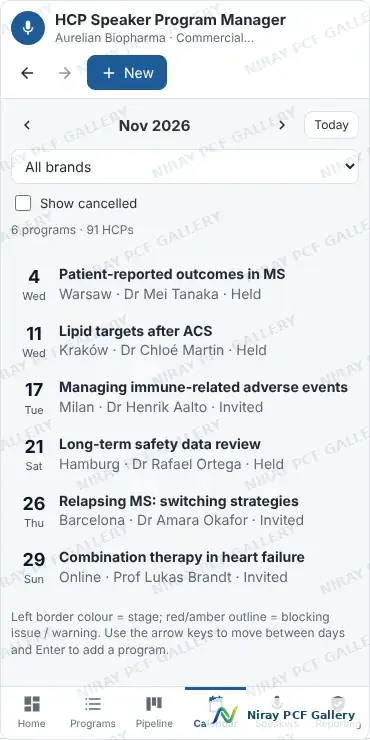 HCP Speaker Program Manager
Aurelian Biopharma · Commercial...
New
Nov 2026
Today
All brands
Show cancelled
6 programs · 91 HCPs
4 Patient-reported outcomes in MS
Wed Warsaw · Dr Mei Tanaka · Held
11 Lipid targets after ACS
Wed Kraków · Dr Chloé Martin · Held
17 Managing immune-related adverse events
Tue Milan · Dr Henrik Aalto · Invited
21 Long-term safety data review
Sat Hamburg · Dr Rafael Ortega · Held
26 Relapsing MS: switching strategies
Thu Barcelona · Dr Amara Okafor · Invited
29 Combination therapy in heart failure
Sun Online · Prof Lukas Brandt · Invited
Left border colour = stage; red/amber outline = blocking
issue / warning. Use the arrow keys to move between days
and Enter to add a program.
Home Programs Pipeline Calendar Speakers Reporting
Niray PCF Gallery
NIRAY PCF GALLERY